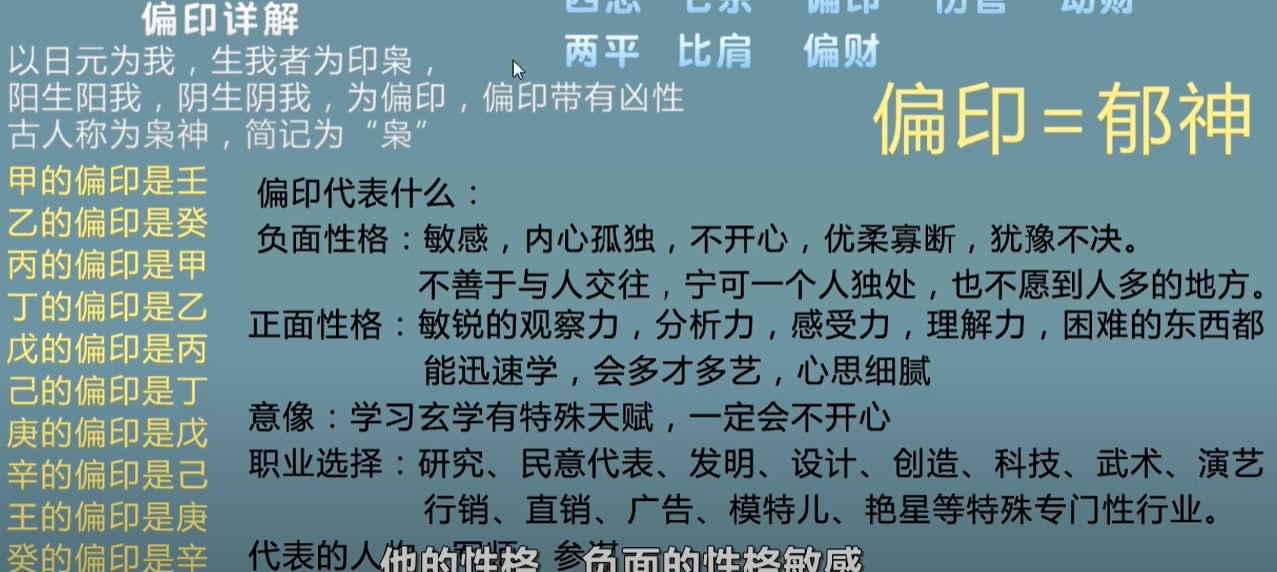 偏印详解
以日元为我，生我者为印枭，
阳生阳我，阴生阴我，为偏印，偏印带有凶性
古人称为枭神，简记为“枭”
四忌 七杀 偏印 伤官 劫财
两平 比肩 偏财
偏印=郁神
甲的偏印是壬
乙的偏印是癸
丙的偏印是甲
丁的偏印是乙
戊的偏印是丙
己的偏印是丁
庚的偏印是戊
辛的偏印是己
王的偏印是庚
癸的偏印是辛
偏印代表什么：
负面性格：敏感，内心孤独，不开心，优柔寡断，犹豫不决。
不善于与人交往，宁可一个人独处，也不愿到人多的地方。
正面性格：敏锐的观察力，分析力，感受力，理解力，困难的东西都
能迅速学，会多才多艺，心思细腻
意像：学习玄学有特殊天赋，一定会不开心
职业选择：研究、民意代表、发明、设计、创造、科技、武术、演艺
行销、直销、广告、模特儿、艳星等特殊专门性行业。
代表的人物
他的性格 负面的性格敏感